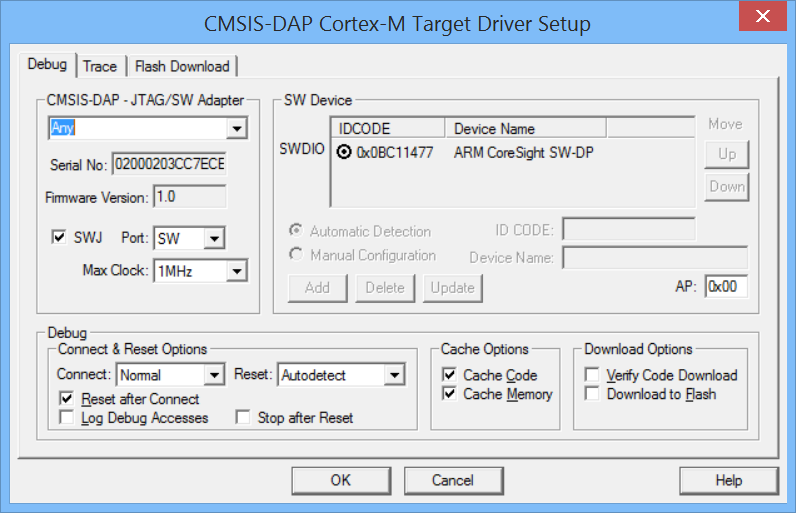 CMSIS-DAP Cortex-M Target Driver Setup
Debug Trace Flash Download
CMSIS-DAP - JTAG/SW Adapter
Any
Serial No: 02000203CC7ECE
Firmware Version: 1.0
SWJ Port: SW
Max Clock: 1MHz
SW Device
IDCODE Device Name Move
SWDIO 0x0BC11477 ARM CoreSight SW-DP Up
Down
Automatic Detection ID CODE:
Manual Configuration Device Name:
Add Delete Update AP: 0x00
Debug
Connect & Reset Options
Connect: Normal Reset: Autodetect
Reset after Connect
Log Debug Accesses Stop after Reset
Cache Options
Cache Code
Cache Memory
Download Options
Verify Code Download
Download to Flash
OK Cancel Help